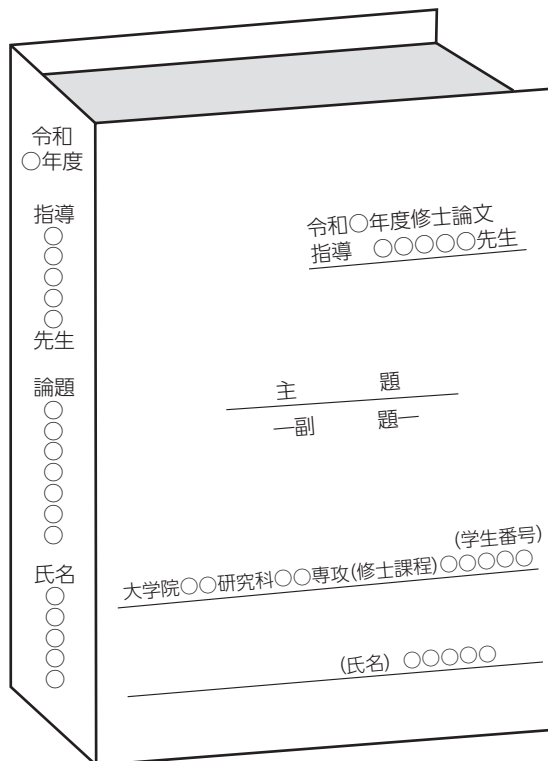 令和
○年度
指導
○
○
○
○
○
先生
論題
○
○
○
○
○
○
○
氏名
○
○
○
○
○
令和○年度修士論文
指導 ○○○○○先生
主 題
―副 題―
(学生番号)
大学院○○研究科○○専攻(修士課程)○○○○○
(氏名) ○○○○○